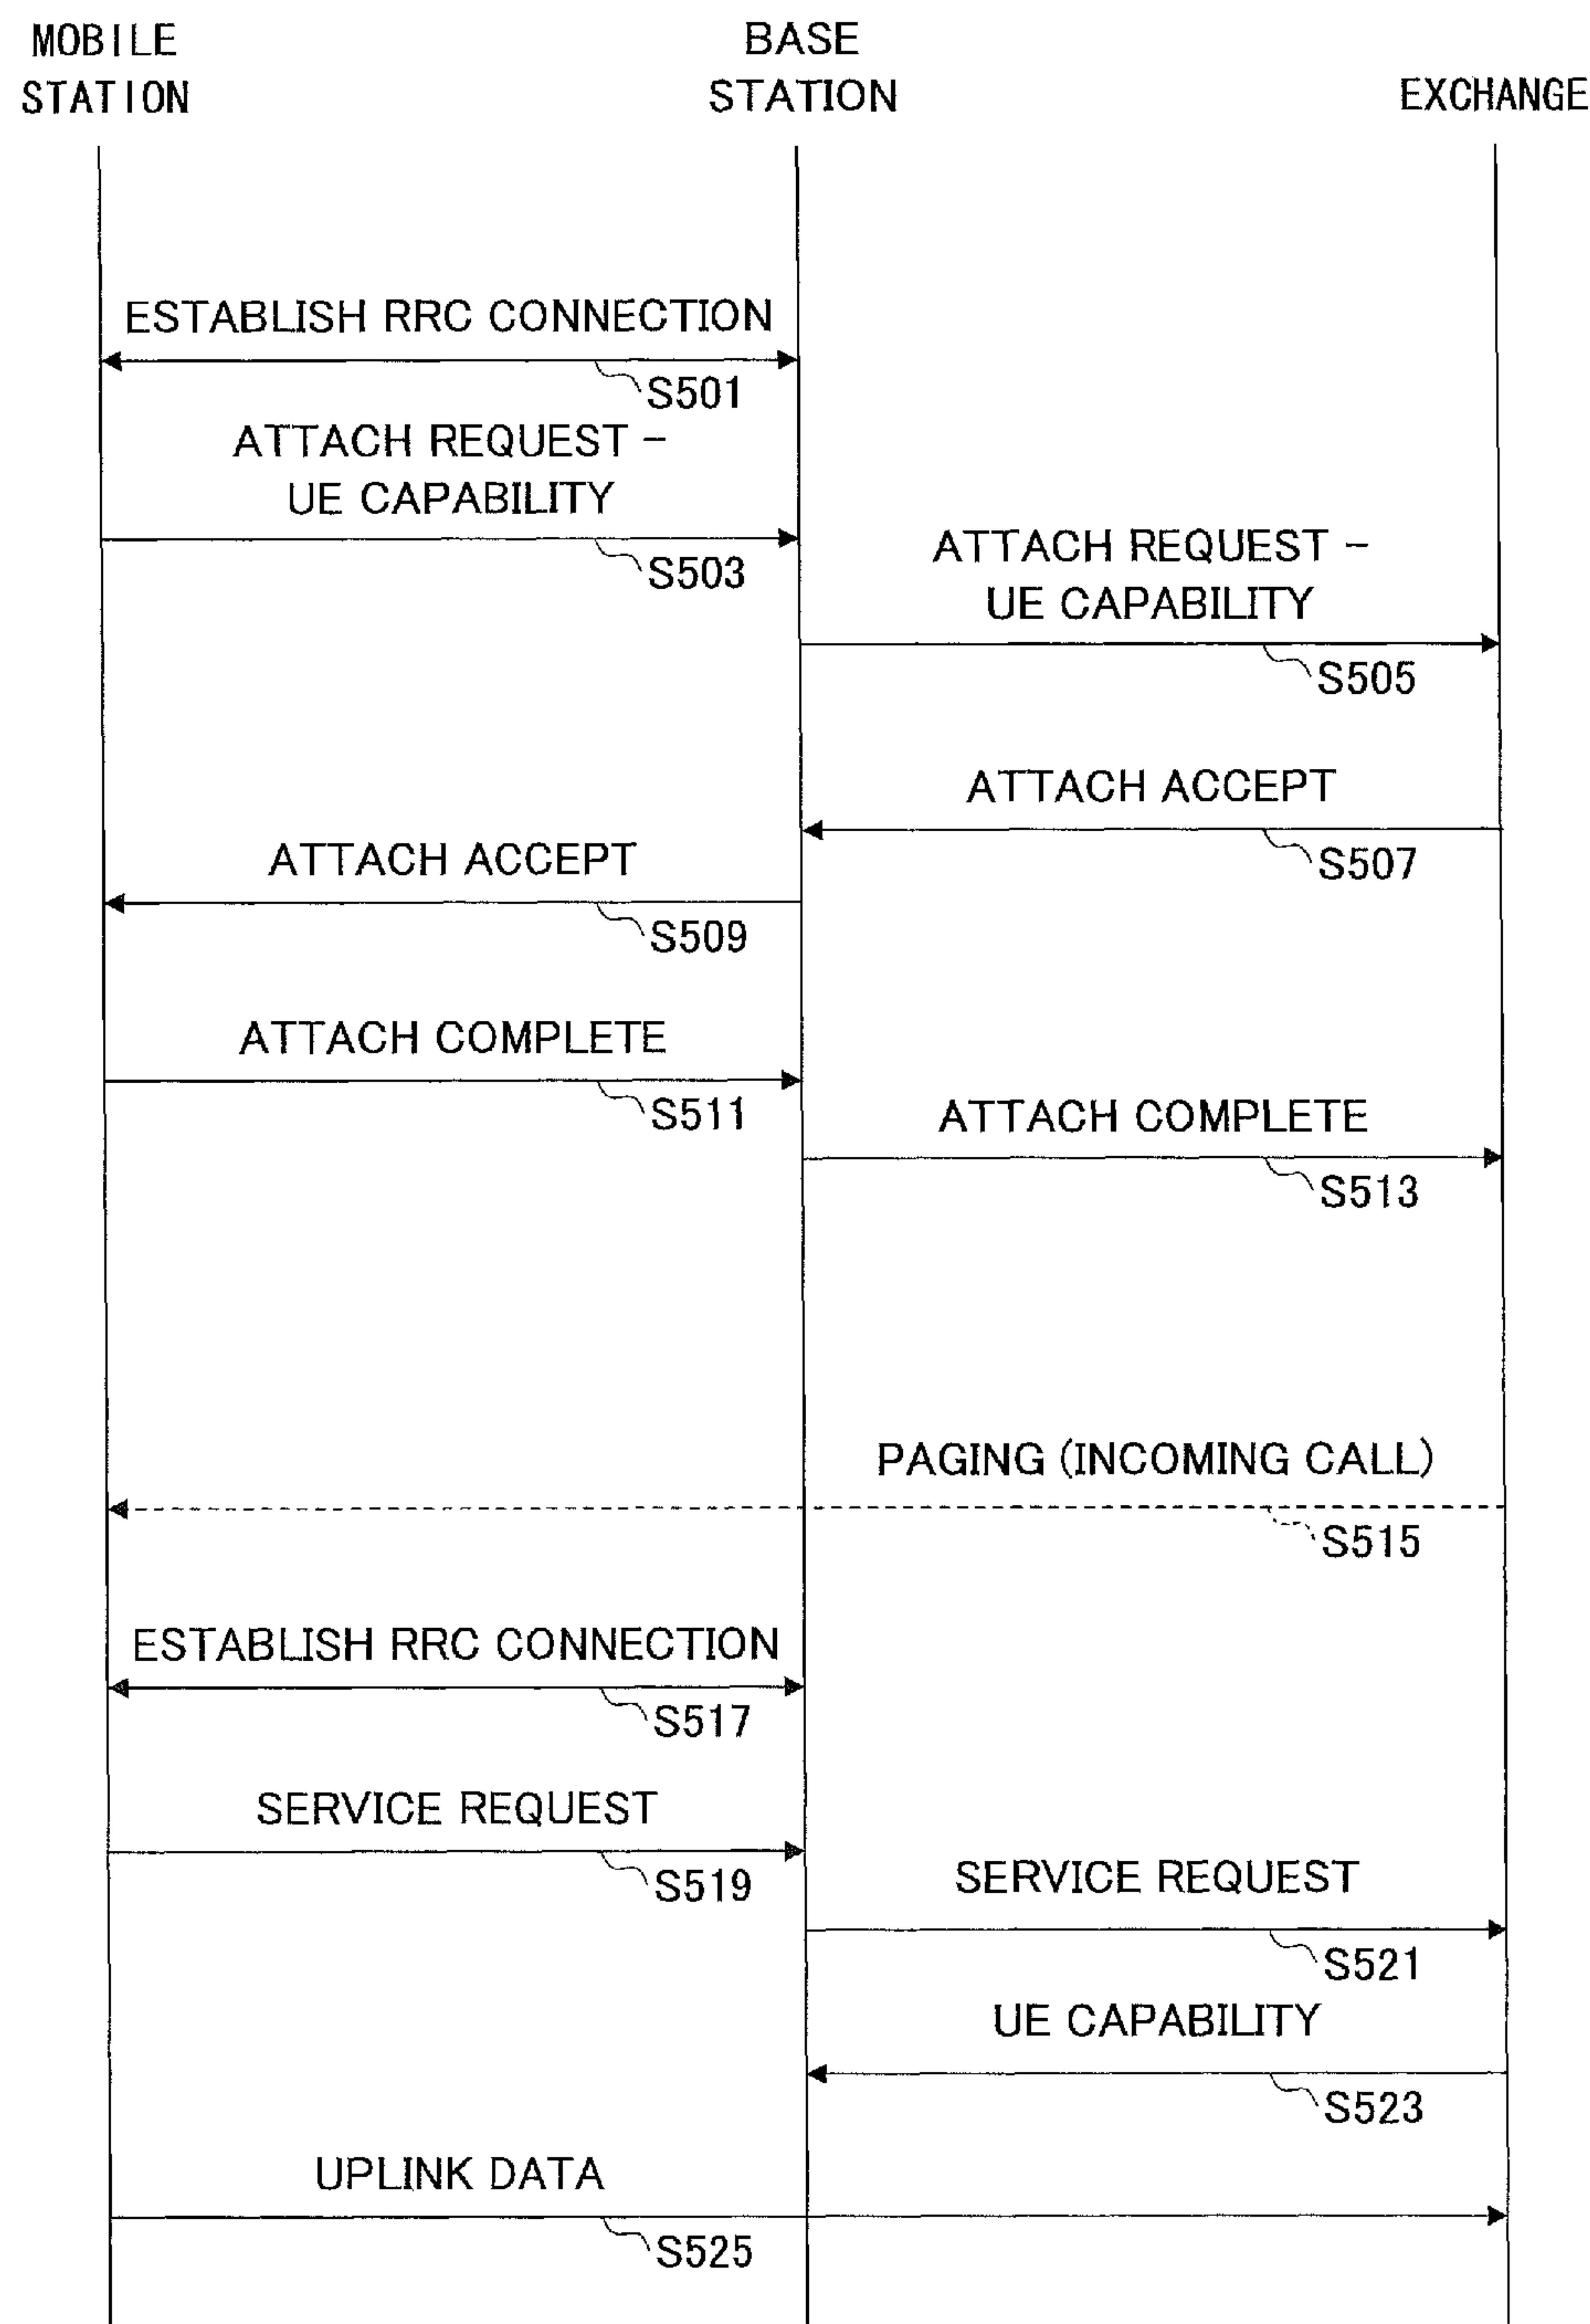 MOBILE
STATION
BASE
STATION
EXCHANGE
ESTABLISH RRC CONNECTION
S501
ATTACH REQUEST -
UE CAPABILITY
S503
ATTACH REQUEST -
UE CAPABILITY
S505
ATTACH ACCEPT
S507
ATTACH ACCEPT
S509
ATTACH COMPLETE
S511
ATTACH COMPLETE
S513
PAGING (INCOMING CALL)
S515
ESTABLISH RRC CONNECTION
S517
SERVICE REQUEST
S519
SERVICE REQUEST
S521
UE CAPABILITY
S523
UPLINK DATA
S525